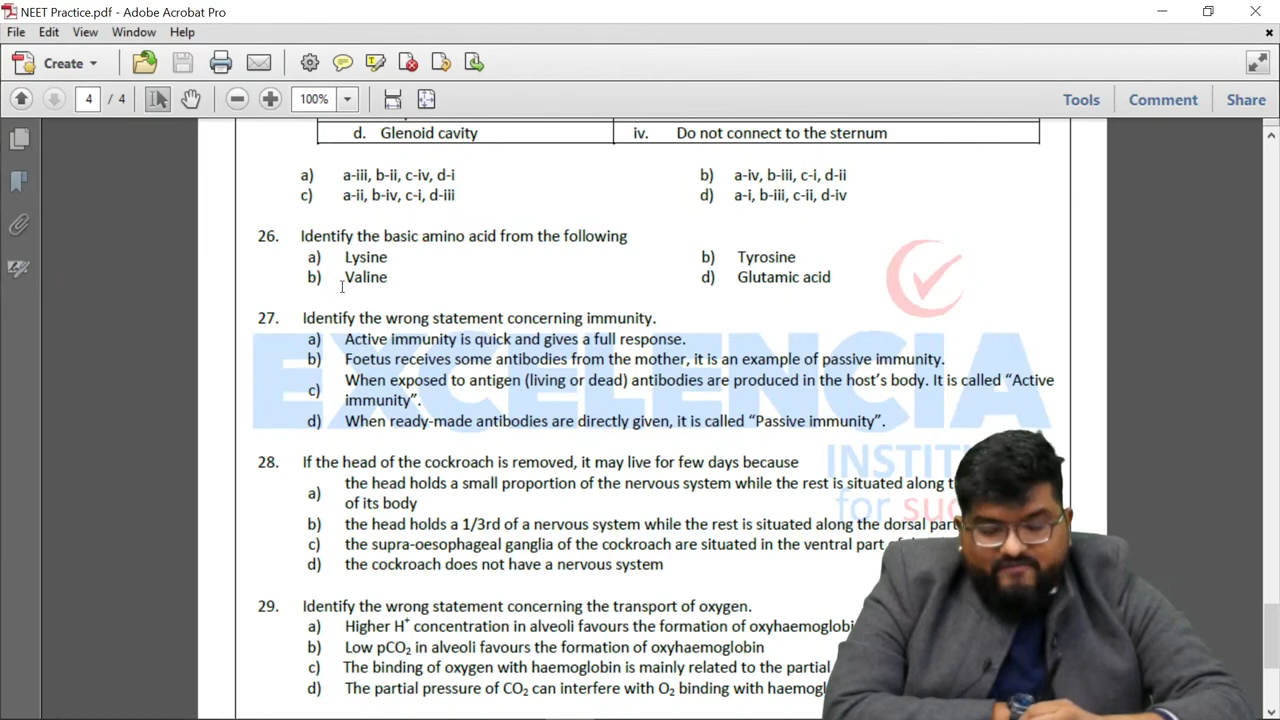 NEET Practice.pdf - Adobe Acrobat Pro
File Edit View Window Help
Create
4 / 4 100% Tools Comment Share
d. Glenoid cavity iv. Do not connect to the sternum
a) a-iii, b-ii, c-iv, d-i b) a-iv, b-iii, c-i, d-ii
c) a-ii, b-iv, c-i, d-iii d) a-i, b-iii, c-ii, d-iv
26. Identify the basic amino acid from the following
a) Lysine b) Tyrosine
b) Valine d) Glutamic acid
27. Identify the wrong statement concerning immunity.
a) Active immunity is quick and gives a full response.
b) Foetus receives some antibodies from the mother, it is an example of passive immunity.
c) When exposed to antigen (living or dead) antibodies are produced in the host's body. It is called “Active
immunity”.
d) When ready-made antibodies are directly given, it is called “Passive immunity”.
EXCELENCIA
28. If the head of the cockroach is removed, it may live for few days because
a) the head holds a small proportion of the nervous system while the rest is situated along
of its body
b) the head holds a 1/3rd of a nervous system while the rest is situated along the dorsal part
c) the supra-oesophageal ganglia of the cockroach are situated in the ventral part
d) the cockroach does not have a nervous system
for
29. Identify the wrong statement concerning the transport of oxygen.
a) Higher H⁺ concentration in alveoli favours the formation of
b) Low pCO₂ in alveoli favours the formation of oxyhaemoglobin
c) The binding of oxygen with haemoglobin is mainly related to the partial
d) The partial pressure of CO₂ can interfere with O₂ binding with